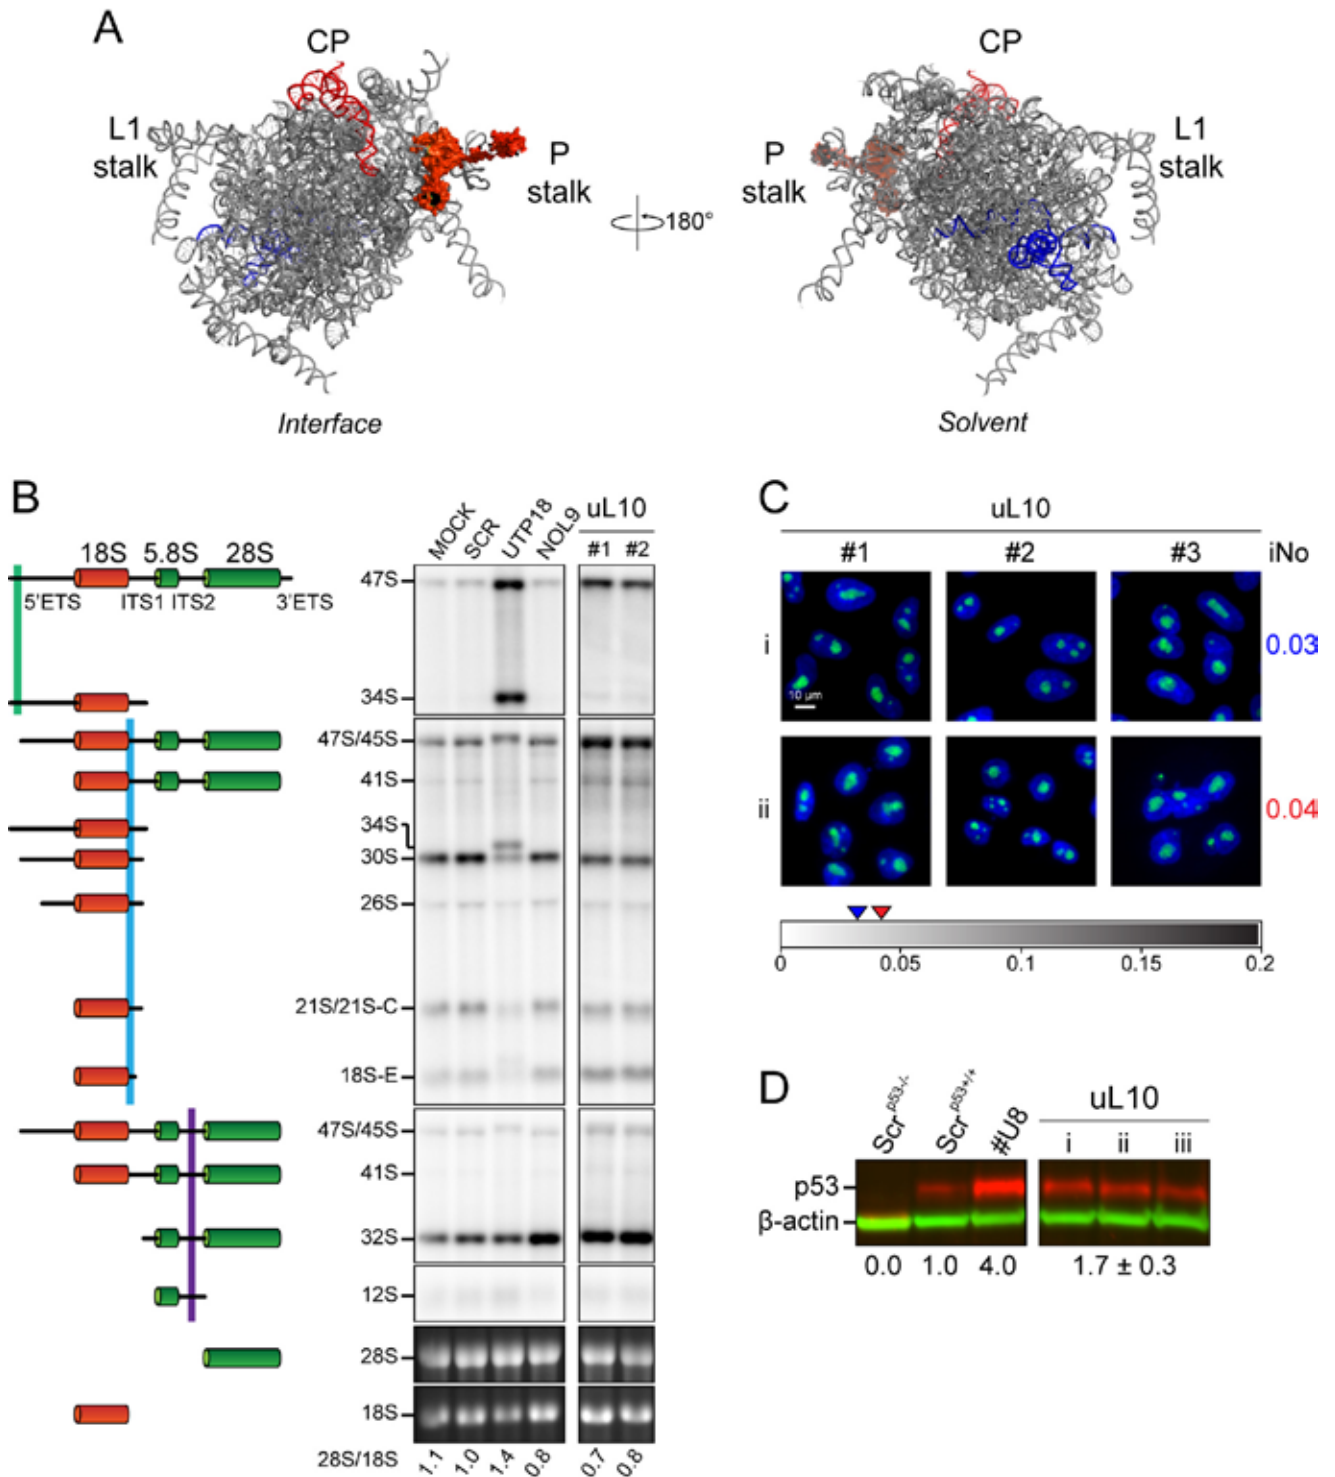 A
CP
L1
stalk
P
stalk
180°
Interface
CP
P
stalk
L1
stalk
Solvent
B
18S 5.8S 28S
5'ETS ITS1 ITS2 3'ETS
MOCK SCR UTP18 NOL9
uL10
#1 #2
47S
34S
47S/45S
41S
34S
30S
26S
21S/21S-C
18S-E
47S/45S
41S
32S
12S
28S
18S
28S/18S 1.1 1.0 1.4 0.8 0.7 0.8
C
uL10
#1 #2 #3 iNo
i 0.03
10 µm
ii 0.04
0 0.05 0.1 0.15 0.2
D
Scr p53-/- Scr p53+/+ #U8
uL10
i ii iii
p53
β-actin
0.0 1.0 4.0 1.7 ± 0.3